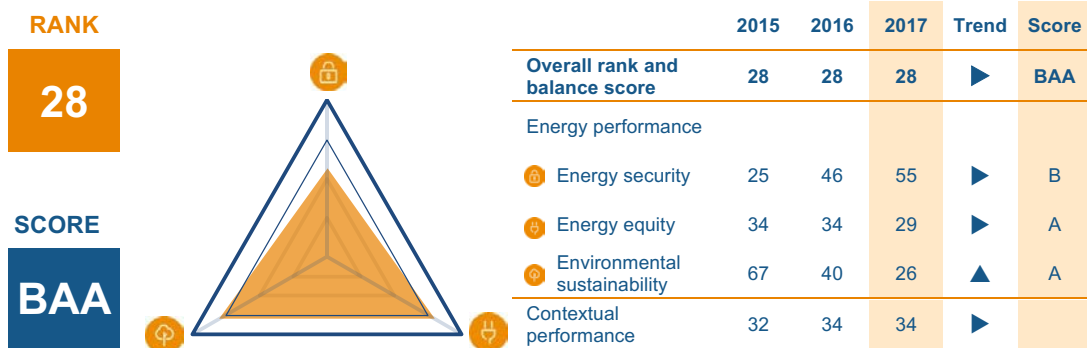 RANK
28
SCORE
BAA
2015 2016 2017 Trend Score
Overall rank and
balance score 28 28 28 BAA
Energy performance
Energy security 25 46 55 B
Energy equity 34 34 29 A
Environmental
sustainability 67 40 26 A
Contextual
performance 32 34 34